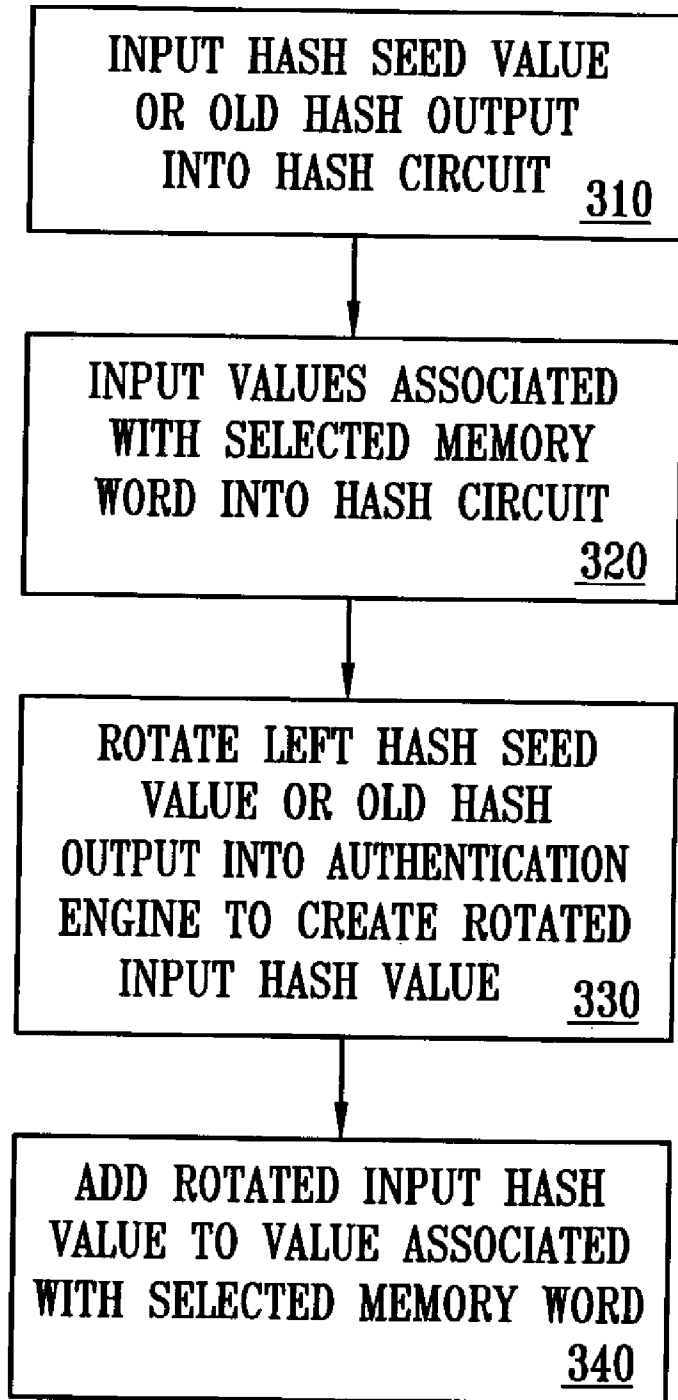 INPUT HASH SEED VALUE
OR OLD HASH OUTPUT
INTO HASH CIRCUIT 310
INPUT VALUES ASSOCIATED
WITH SELECTED MEMORY
WORD INTO HASH CIRCUIT
320
ROTATE LEFT HASH SEED
VALUE OR OLD HASH
OUTPUT INTO AUTHENTICATION
ENGINE TO CREATE ROTATED
INPUT HASH VALUE 330
ADD ROTATED INPUT HASH
VALUE TO VALUE ASSOCIATED
WITH SELECTED MEMORY WORD
340